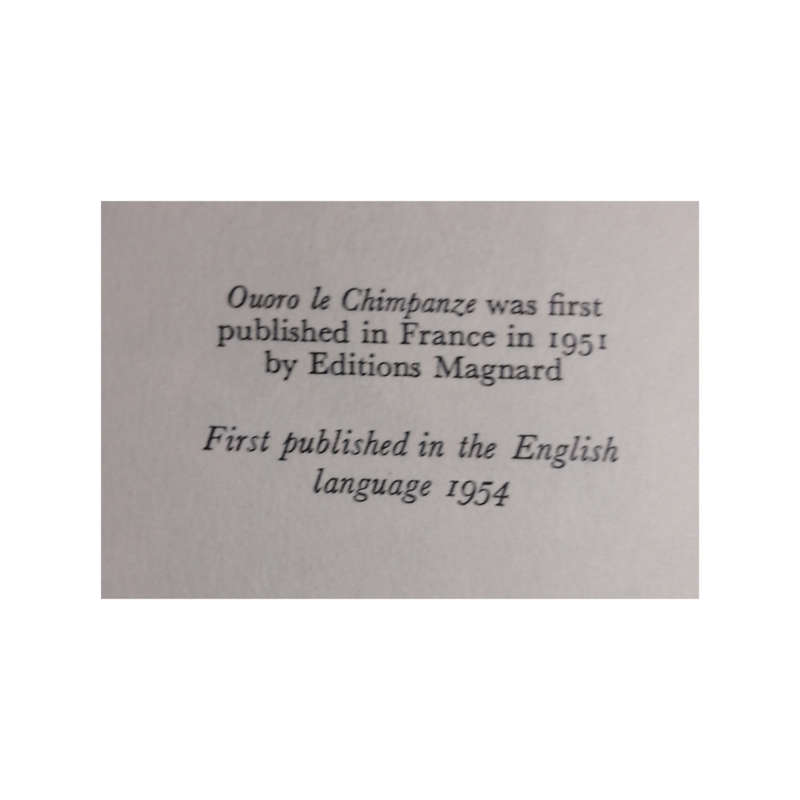 Ouoro le Chimpanze was first
published in France in 1951
by Editions Magnard
First published in the English
language 1954